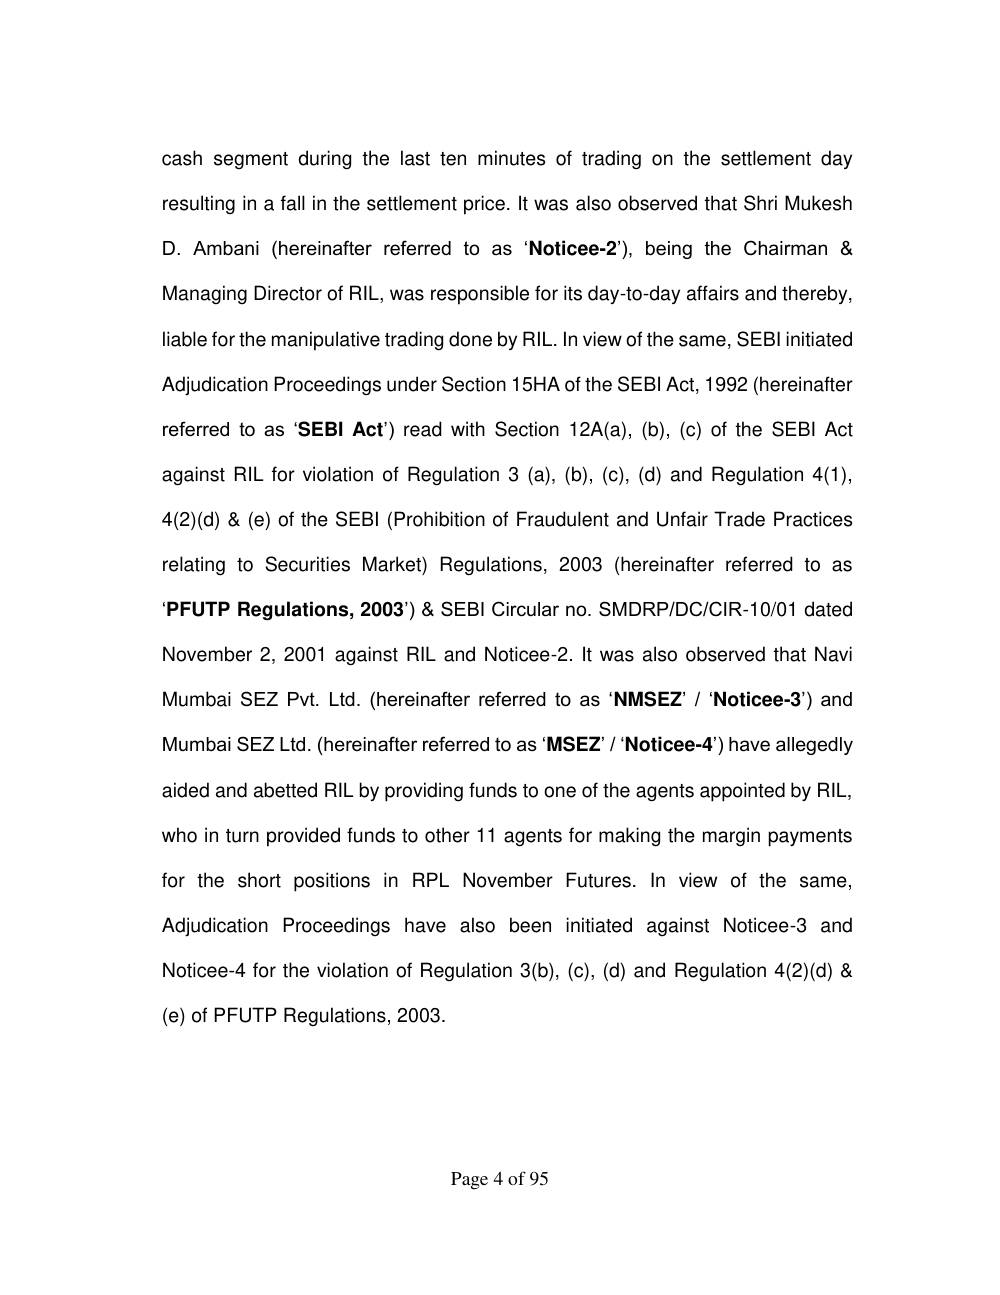 cash segment during the last ten minutes of trading on the settlement day
resulting in a fall in the settlement price. It was also observed that Shri Mukesh
D. Ambani (hereinafter referred to as ‘Noticee-2’), being the Chairman &
Managing Director of RIL, was responsible for its day-to-day affairs and thereby,
liable for the manipulative trading done by RIL. In view of the same, SEBI initiated
Adjudication Proceedings under Section 15HA of the SEBI Act, 1992 (hereinafter
referred to as ‘SEBI Act’) read with Section 12A(a), (b), (c) of the SEBI Act
against RIL for violation of Regulation 3 (a), (b), (c), (d) and Regulation 4(1),
4(2)(d) & (e) of the SEBI (Prohibition of Fraudulent and Unfair Trade Practices
relating to Securities Market) Regulations, 2003 (hereinafter referred to as
‘PFUTP Regulations, 2003’) & SEBI Circular no. SMDRP/DC/CIR-10/01 dated
November 2, 2001 against RIL and Noticee-2. It was also observed that Navi
Mumbai SEZ Pvt. Ltd. (hereinafter referred to as ‘NMSEZ’ / ‘Noticee-3’) and
Mumbai SEZ Ltd. (hereinafter referred to as ‘MSEZ’ / ‘Noticee-4’) have allegedly
aided and abetted RIL by providing funds to one of the agents appointed by RIL,
who in turn provided funds to other 11 agents for making the margin payments
for the short positions in RPL November Futures. In view of the same,
Adjudication Proceedings have also been initiated against Noticee-3 and
Noticee-4 for the violation of Regulation 3(b), (c), (d) and Regulation 4(2)(d) &
(e) of PFUTP Regulations, 2003.
Page 4 of 95